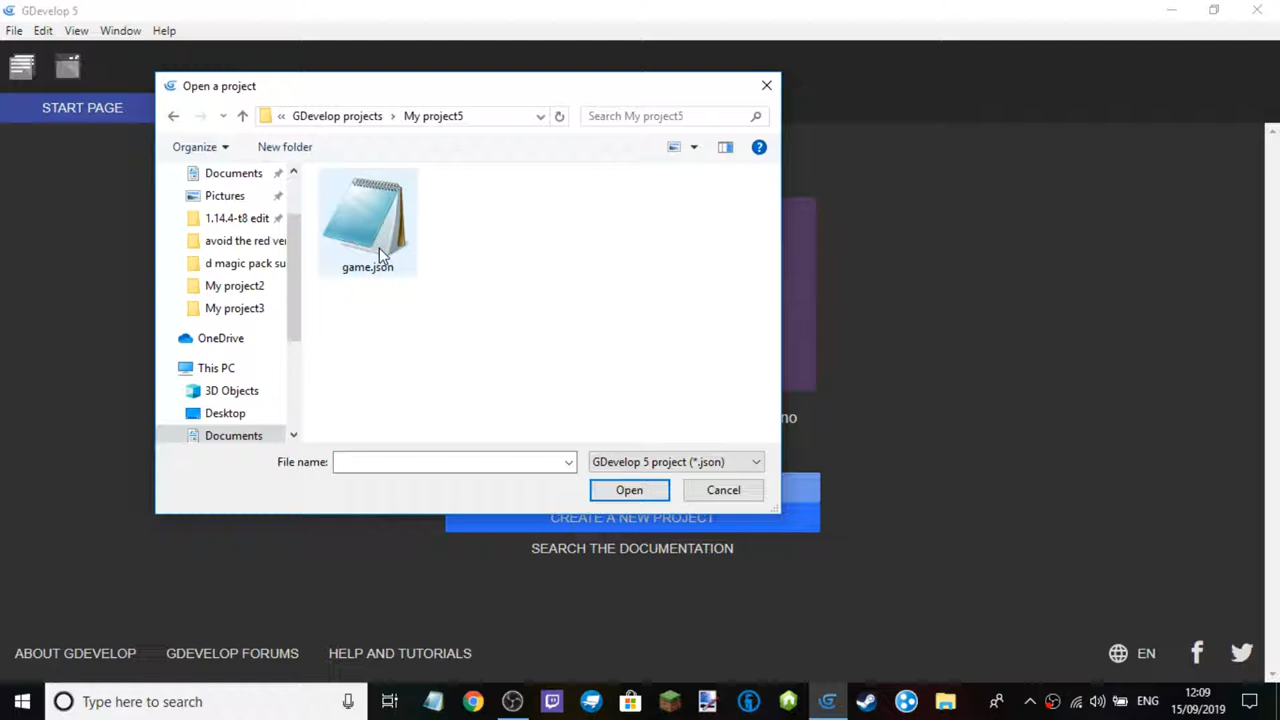 GDevelop 5
File Edit View Window Help
START PAGE
Open a project
« GDevelop projects My project5
Search My project5
Organize
New folder
Documents
Pictures
1.14.4-t8 edit
avoid the red ver
d magic pack su
My project2
My project3
OneDrive
This PC
3D Objects
Desktop
Documents
game.json
File name:
GDevelop 5 project (*.json)
Open
Cancel
no
CREATE A NEW PROJECT
SEARCH THE DOCUMENTATION
ABOUT GDEVELOP GDEVELOP FORUMS HELP AND TUTORIALS
EN
Type here to search
ENG
12:09
15/09/2019